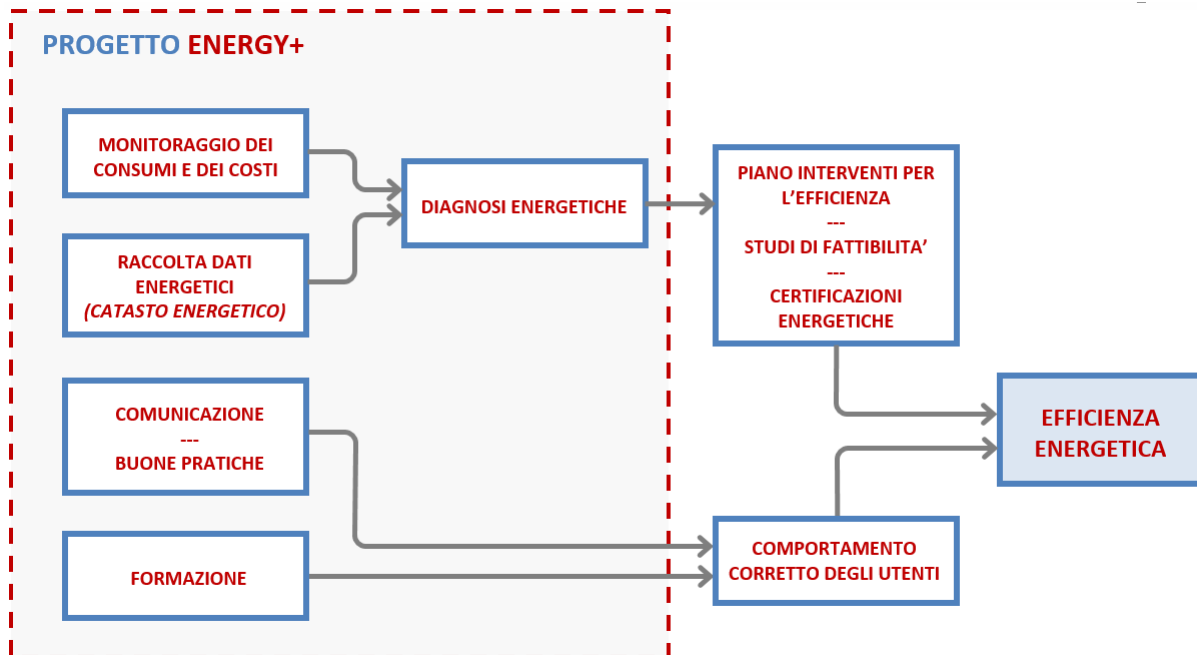 PROGETTO ENERGY+
MONITORAGGIO DEI
CONSUMI E DEI COSTI
RACCOLTA DATI
ENERGETICI
(CATASTO ENERGETICO)
COMUNICAZIONE
---
BUONE PRATICHE
FORMAZIONE
DIAGNOSI ENERGETICHE
PIANO INTERVENTI PER
L’EFFICIENZA
---
STUDI DI FATTIBILITA’
---
CERTIFICAZIONI
ENERGETICHE
COMPORTAMENTO
CORRETTO DEGLI UTENTI
EFFICIENZA
ENERGETICA